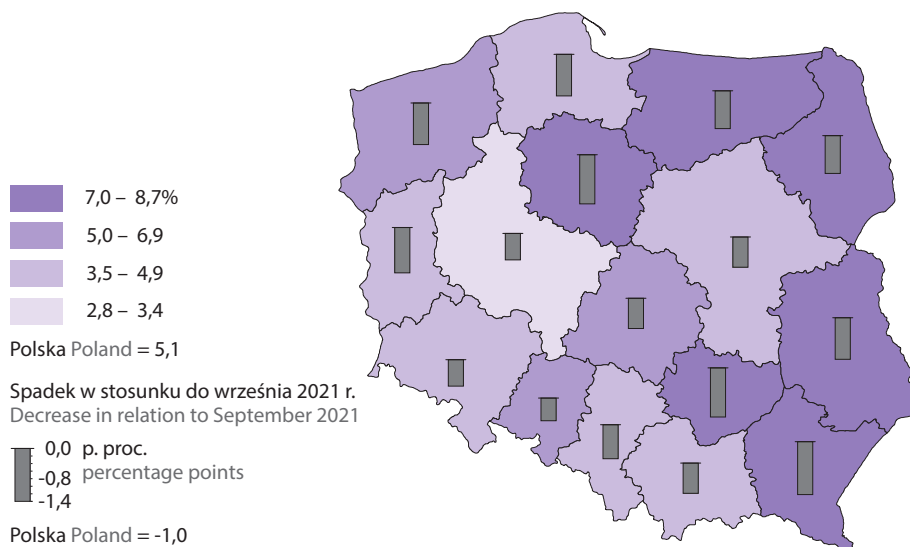 7,0 – 8,7%
5,0 – 6,9
3,5 – 4,9
2,8 – 3,4
Polska Poland = 5,1
Spadek w stosunku do września 2021 r.
Decrease in relation to September 2021
0,0 p. proc.
-0,8 percentage points
-1,4
Polska Poland = -1,0